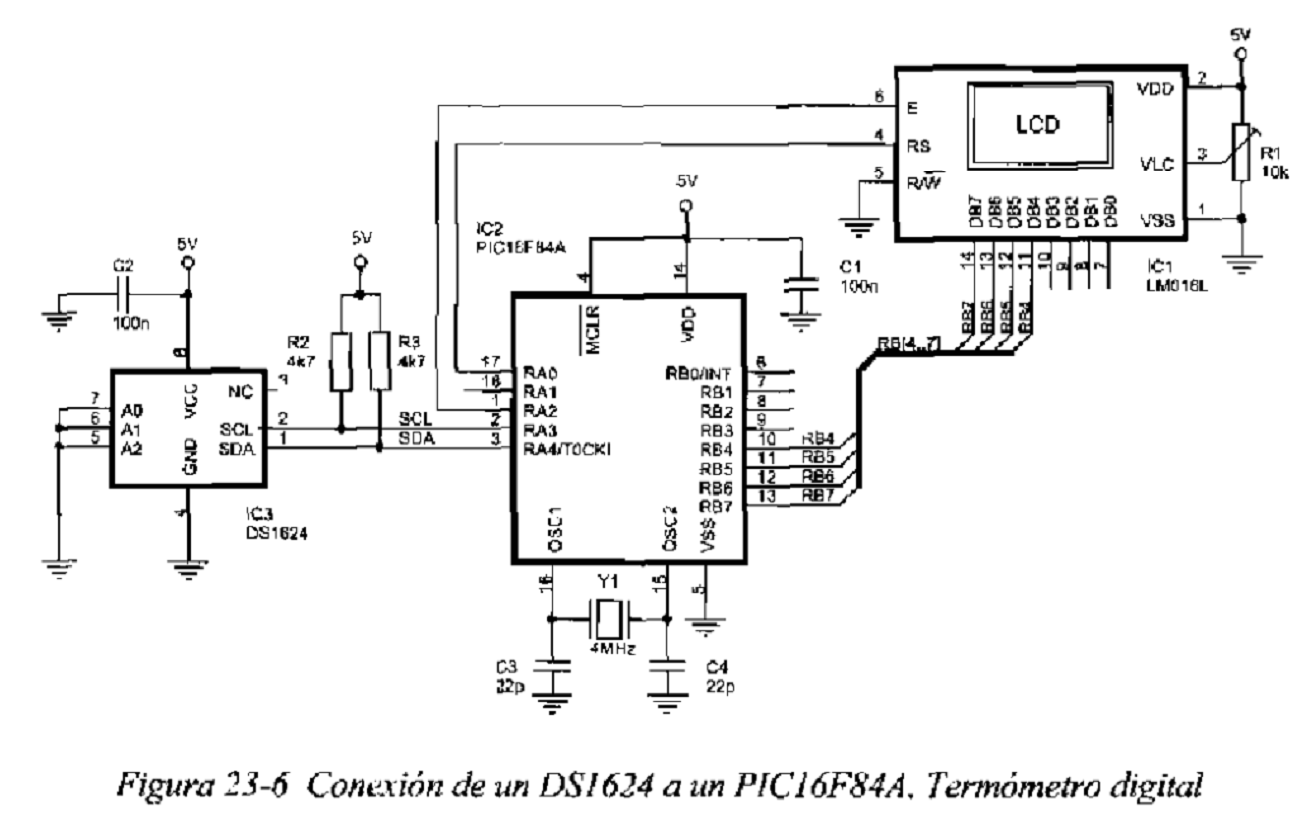 5V
6
E
LCD
VDD
2
4
RS
VLC
3
R1
10k
5
R/W
VSS
1
DB7
DB6
DB5
DB4
DB3
DB2
DB1
DB0
14
13
12
11
10
9
8
7
IC1
LM016L
RB7
RB6
RB5
RB4
RB[4..7]
5V
IC2
PIC16F84A
4
14
C1
100n
MCLR
VDD
C2
100n
5V
5V
8
R2
4k7
R3
4k7
VCC
NC
3
7
A0
6
A1
5
A2
SCL
2
SDA
1
GND
4
IC3
DS1624
SCL
SDA
17
RA0
18
RA1
1
RA2
2
RA3
3
RA4/T0CKI
RB0/INT
6
RB1
7
RB2
8
RB3
9
RB4
10
RB4
RB5
11
RB5
RB6
12
RB6
RB7
13
RB7
OSC1
OSC2
VSS
16
15
5
Y1
4MHz
C3
22p
C4
22p
Figura 23-6 Conexión de un DS1624 a un PIC16F84A. Termómetro digital